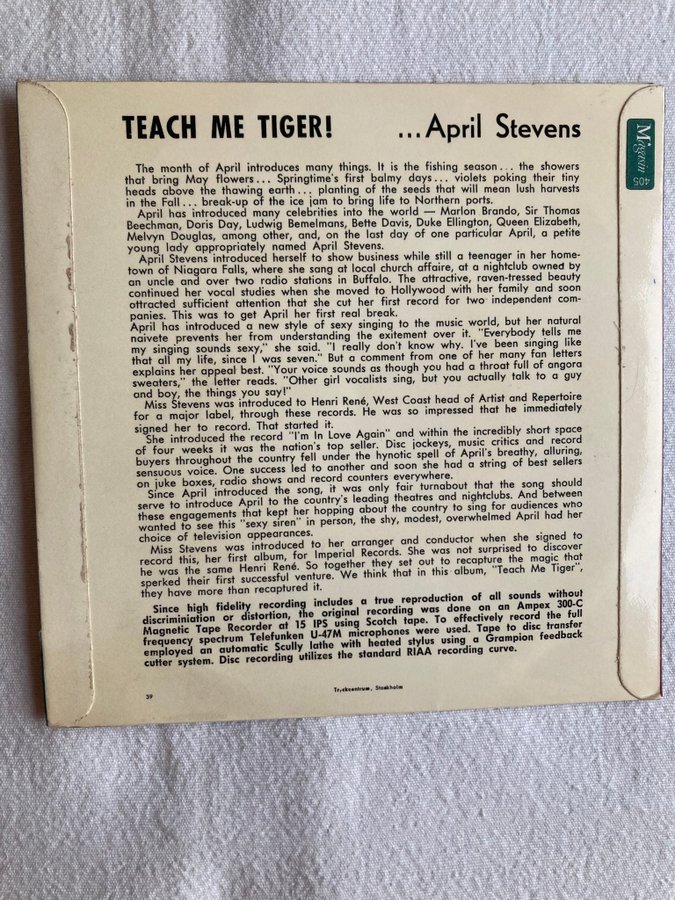 TEACH ME TIGER! ...April Stevens
Magasin
405
The month of April introduces many things. It is the fishing season... the showers
that bring May flowers... Springtime's first balmy days... violets poking their tiny
heads above the thawing earth... planting of the seeds that will mean lush harvests
in the Fall... break-up of the ice jam to bring life to Northern ports.
April has introduced many celebrities into the world — Marlon Brando, Sir Thomas
Beechman, Doris Day, Ludwig Bemelmans, Bette Davis, Duke Ellington, Queen Elizabeth,
Melvyn Douglas, among other, and, on the last day of one particular April, a petite
young lady appropriately named April Stevens.
April Stevens introduced herself to show business while still a teenager in her home-
town of Niagara Falls, where she sang at local church affaire, at a nightclub owned by
an uncle and over two radio stations in Buffalo. The attractive, raven-tressed beauty
continued her vocal studies when she moved to Hollywood with her family and soon
ottracted sufficient attention that she cut her first record for two independent com-
panies. This was to get April her first real break.
April has introduced a new style of sexy singing to the music world, but her natural
naivete prevents her from understanding the exitement over it. "Everybody tells me
my singing sounds sexy," she said. "I really don't know why. I've been singing like
that all my life, since I was seven." But a comment from one of her many fan letters
explains her appeal best. "Your voice sounds as though you had a throat full of angora
sweaters," the letter reads. "Other girl vocalists sing, but you actually talk to a guy
and boy, the things you say!"
Miss Stevens was introduced to Henri René, West Coast head of Artist and Repertoire
for a major label, through these records. He was so impressed that he immediately
signed her to record. That started it.
She introduced the record "I'm In Love Again" and within the incredibly short space
of four weeks it was the nation's top seller. Disc jockeys, music critics and record
buyers throughout the country fell under the hynotic spell of April's breathy, alluring,
sensuous voice. One success led to another and soon she had a string of best sellers
on juke boxes, radio shows and record counters everywhere.
Since April introduced the song, it was only fair turnabout that the song should
serve to introduce April to the country's leading theatres and nightclubs. And between
these engagements that kept her hopping about the country to sing for audiences who
wanted to see this "sexy siren" in person, the shy, modest, overwhelmed April had her
choice of television appearances.
Miss Stevens was introduced to her arranger and conductor when she signed to
record this, her first album, for Imperial Records. She was not surprised to discover
he was the same Henri René. So together they set out to recapture the magic that
sperked their first successful venture. We think that in this album, "Teach Me Tiger",
they have more than recaptured it.
Since high fidelity recording includes a true reproduction of all sounds without
discriminiation or distortion, the original recording was done on an Ampex 300-C
Magnetic Tape Recorder at 15 IPS using Scotch tape. To effectively record the full
frequency spectrum Telefunken U-47M microphones were used. Tape to disc transfer
employed an automatic Scully lathe with heated stylus using a Grampion feedback
cutter system. Disc recording utilizes the standard RIAA recording curve.
39
Tryckcentrum, Stockholm